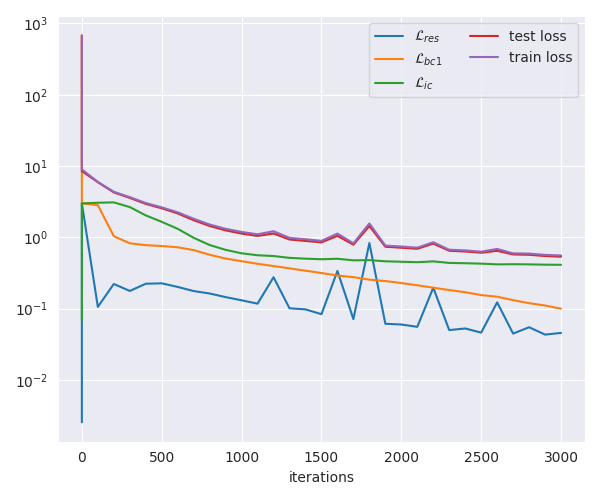 10³
10²
10¹
10⁰
10⁻¹
10⁻²
ℒ_res
ℒ_bc1
ℒ_ic
test loss
train loss
0 500 1000 1500 2000 2500 3000
iterations